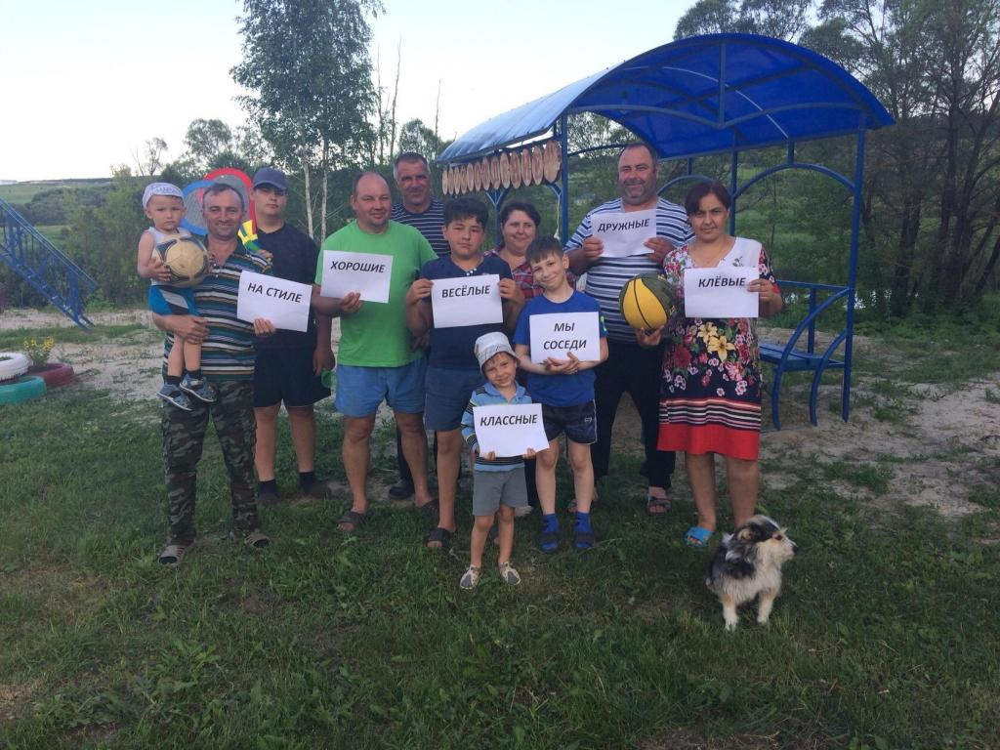 НА СТИЛЕ
ХОРОШИЕ
ВЕСЁЛЫЕ
ДРУЖНЫЕ
КЛЁВЫЕ
МЫ
СОСЕДИ
КЛАССНЫЕ